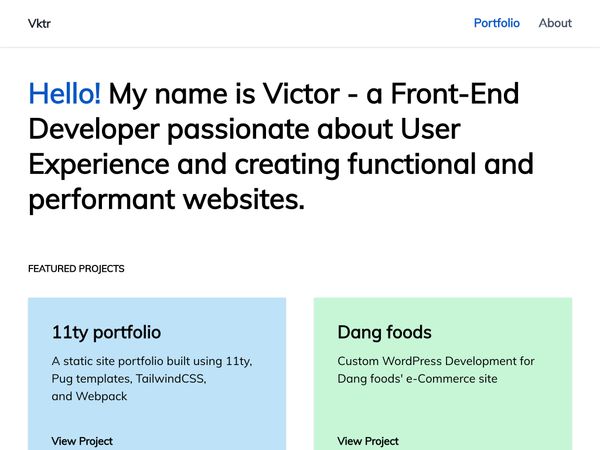 Vktr
Portfolio About
Hello! My name is Victor - a Front-End
Developer passionate about User
Experience and creating functional and
performant websites.
FEATURED PROJECTS
11ty portfolio
A static site portfolio built using 11ty,
Pug templates, TailwindCSS,
and Webpack
View Project
Dang foods
Custom WordPress Development for
Dang foods' e-Commerce site
View Project